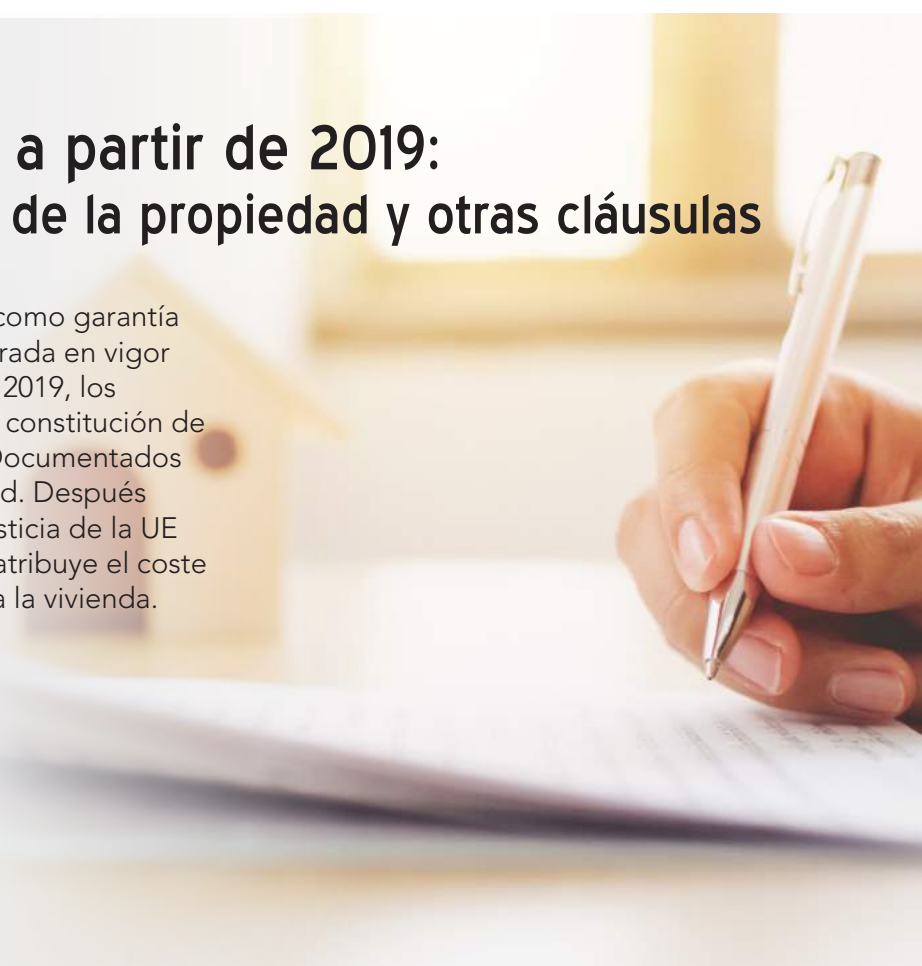 a partir de 2019:
de la propiedad y otras cláusulas
como garantía
rada en vigor
2019, los
constitución de
Documentados
d. Después
sticia de la UE
atribuye el coste
a la vivienda.